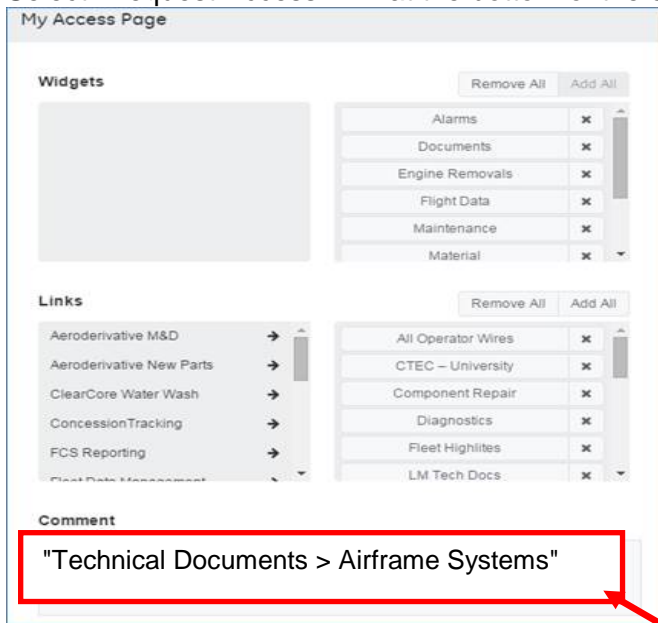 My Access Page
Widgets
Remove All Add All
Alarms ×
Documents ×
Engine Removals ×
Flight Data ×
Maintenance ×
Material ×
Links
Remove All Add All
Aeroderivative M&D → All Operator Wires ×
Aeroderivative New Parts → CTEC – University ×
ClearCore Water Wash → Component Repair ×
ConcessionTracking → Diagnostics ×
FCS Reporting → Fleet Highlites ×
LM Tech Docs ×
Comment
"Technical Documents > Airframe Systems"